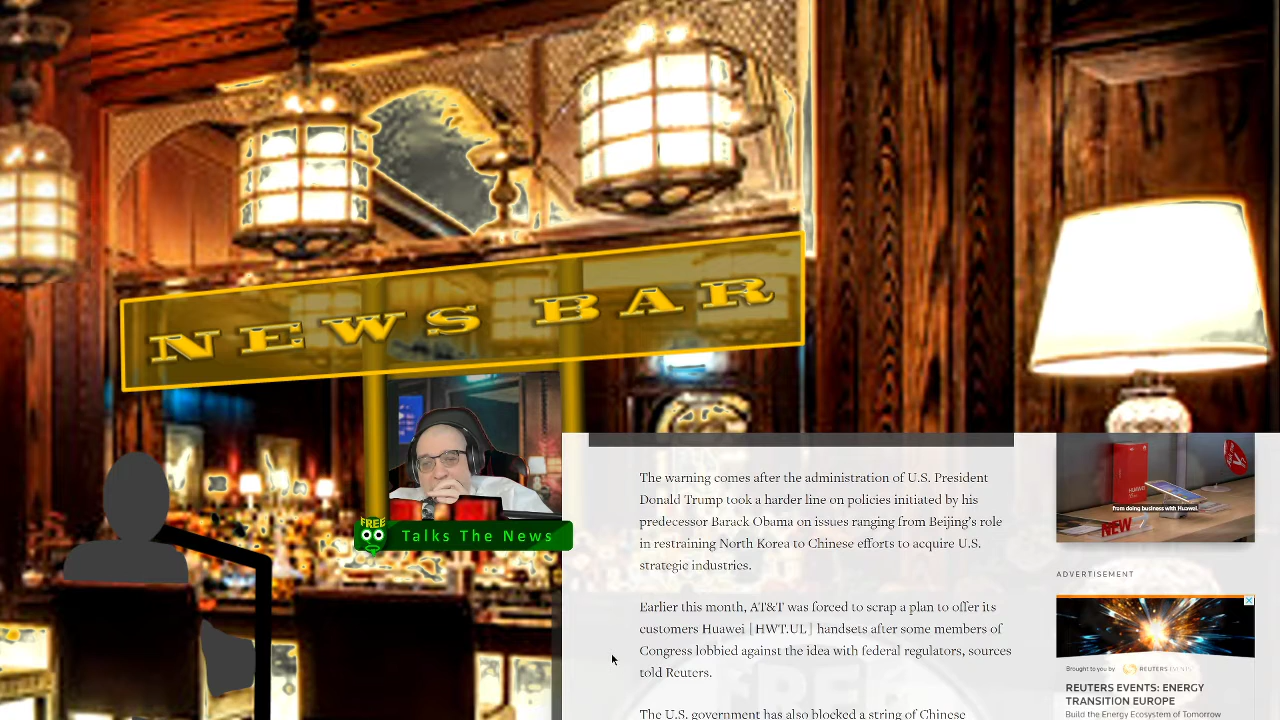 NEWS BAR
FREE
Talks The News
The warning comes after the administration of U.S. President
Donald Trump took a harder line on policies initiated by his
predecessor Barack Obama on issues ranging from Beijing's role
in restraining North Korea to Chinese efforts to acquire U.S.
strategic industries.
Earlier this month, AT&T was forced to scrap a plan to offer its
customers Huawei [HWT.UL] handsets after some members of
Congress lobbied against the idea with federal regulators, sources
told Reuters.
The U.S. government has also blocked a string of Chinese
FREE
HUAWEI
from doing business with Huawei.
NEW
ADVERTISEMENT
Brought to you by REUTERS EVENTS
REUTERS EVENTS: ENERGY
TRANSITION EUROPE
Build the Energy Ecosystem of Tomorrow